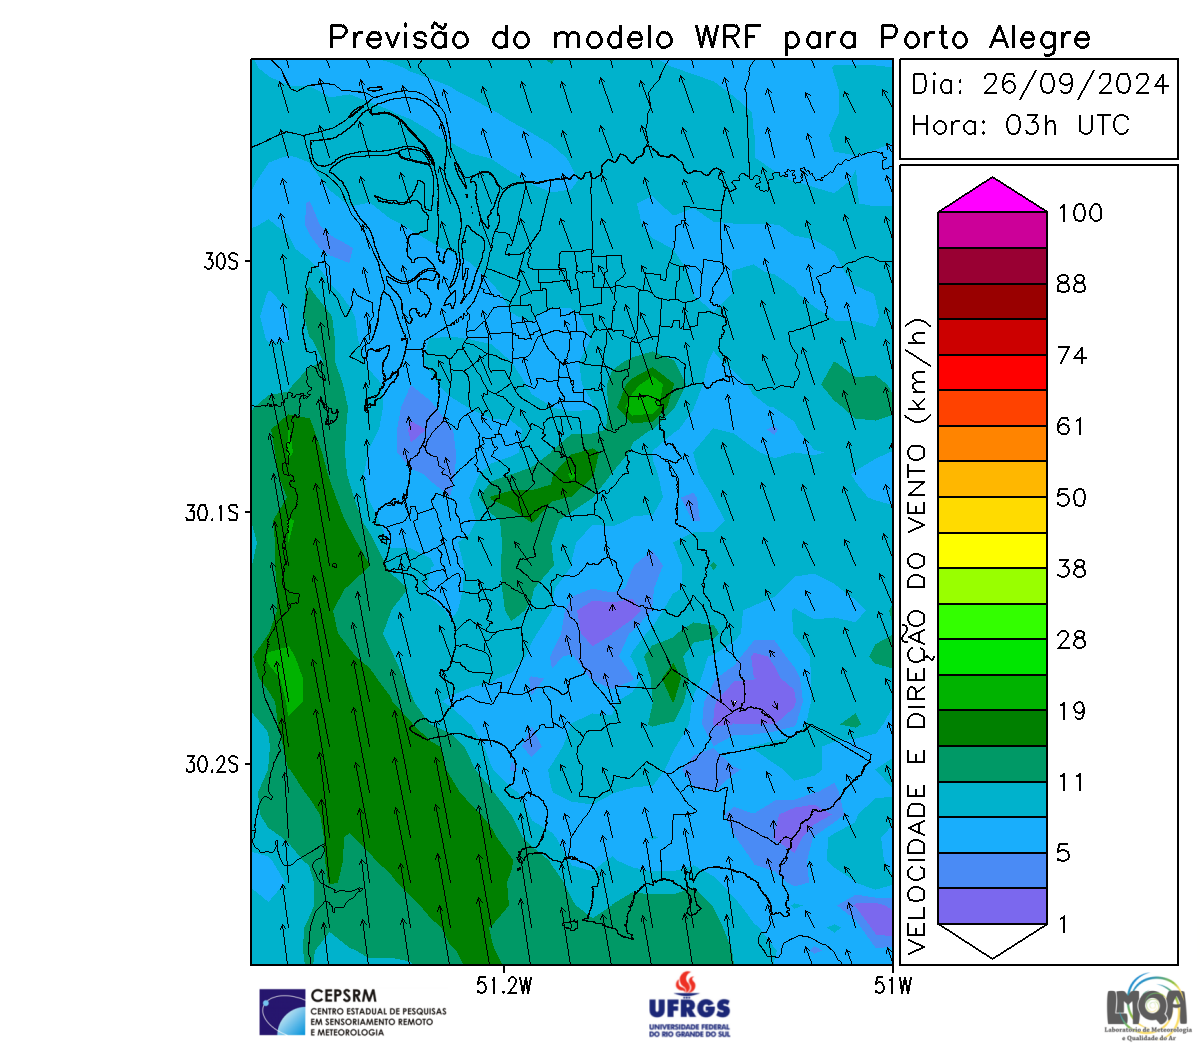 Previsão do modelo WRF para Porto Alegre
Dia: 26/09/2024
Hora: 03h UTC
30S
30.1S
30.2S
51.2W
51W
VELOCIDADE E DIREÇÃO DO VENTO (km/h)
100
88
74
61
50
38
28
19
11
5
1
CEPSRM
CENTRO ESTADUAL DE PESQUISAS
EM SENSORIAMENTO REMOTO
E METEOROLOGIA
UFRGS
UNIVERSIDADE FEDERAL
DO RIO GRANDE DO SUL
LMQA
Laboratório de Meteorologia
e Qualidade do Ar